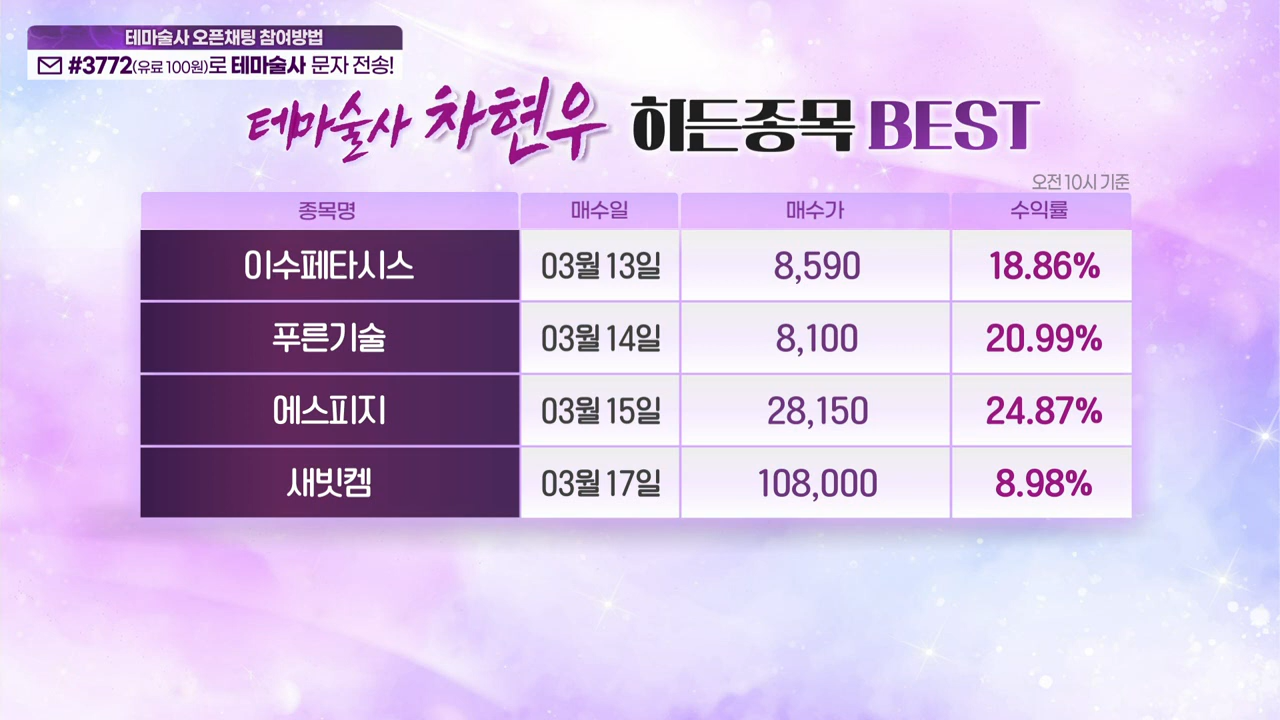 테마술사 오픈채팅 참여방법
#3772(유료 100원)로 테마술사 문자 전송!
테마술사 차현우 히든종목 BEST
오전 10시 기준
종목명 매수일 매수가 수익률
이수페타시스 03월 13일 8,590 18.86%
푸른기술 03월 14일 8,100 20.99%
에스피지 03월 15일 28,150 24.87%
새빗켐 03월 17일 108,000 8.98%